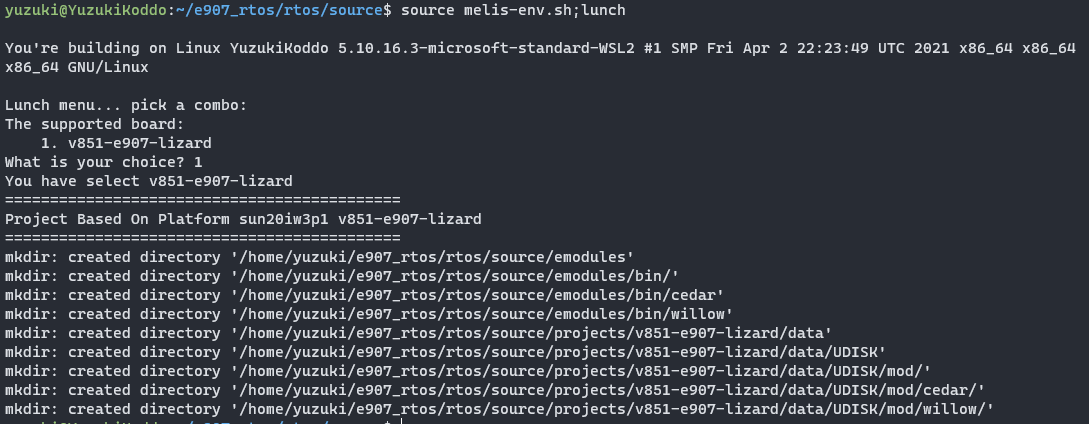 yuzuki@YuzukiKoddo:~/e907_rtos/rtos/source$ source melis-env.sh;lunch
You're building on Linux YuzukiKoddo 5.10.16.3-microsoft-standard-WSL2 #1 SMP Fri Apr 2 22:23:49 UTC 2021 x86_64 x86_64
x86_64 GNU/Linux
Lunch menu... pick a combo:
The supported board:
    1. v851-e907-lizard
What is your choice? 1
You have select v851-e907-lizard
============================================
Project Based On Platform sun20iw3p1 v851-e907-lizard
============================================
mkdir: created directory '/home/yuzuki/e907_rtos/rtos/source/emodules'
mkdir: created directory '/home/yuzuki/e907_rtos/rtos/source/emodules/bin/'
mkdir: created directory '/home/yuzuki/e907_rtos/rtos/source/emodules/bin/cedar'
mkdir: created directory '/home/yuzuki/e907_rtos/rtos/source/emodules/bin/willow'
mkdir: created directory '/home/yuzuki/e907_rtos/rtos/source/projects/v851-e907-lizard/data'
mkdir: created directory '/home/yuzuki/e907_rtos/rtos/source/projects/v851-e907-lizard/data/UDISK'
mkdir: created directory '/home/yuzuki/e907_rtos/rtos/source/projects/v851-e907-lizard/data/UDISK/mod/'
mkdir: created directory '/home/yuzuki/e907_rtos/rtos/source/projects/v851-e907-lizard/data/UDISK/mod/cedar/'
mkdir: created directory '/home/yuzuki/e907_rtos/rtos/source/projects/v851-e907-lizard/data/UDISK/mod/willow/'